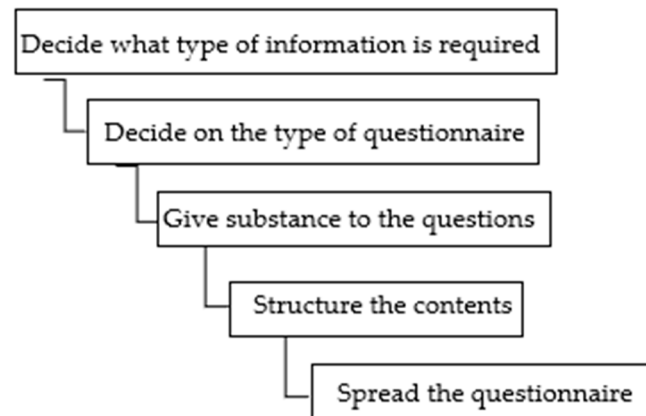 Decide what type of information is required
Decide on the type of questionnaire
Give substance to the questions
Structure the contents
Spread the questionnaire